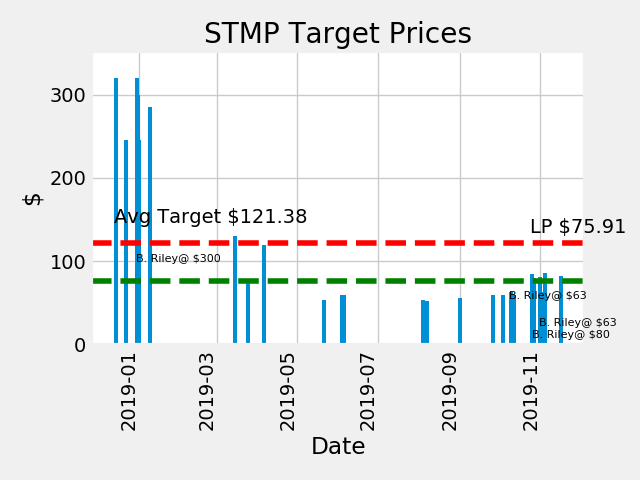 STMP Target Prices
$
300
200
100
0
Avg Target $121.38
LP $75.91
B. Riley@ $300
B. Riley@ $63
B. Riley@ $63
B. Riley@ $80
2019-01
2019-03
2019-05
2019-07
2019-09
2019-11
Date